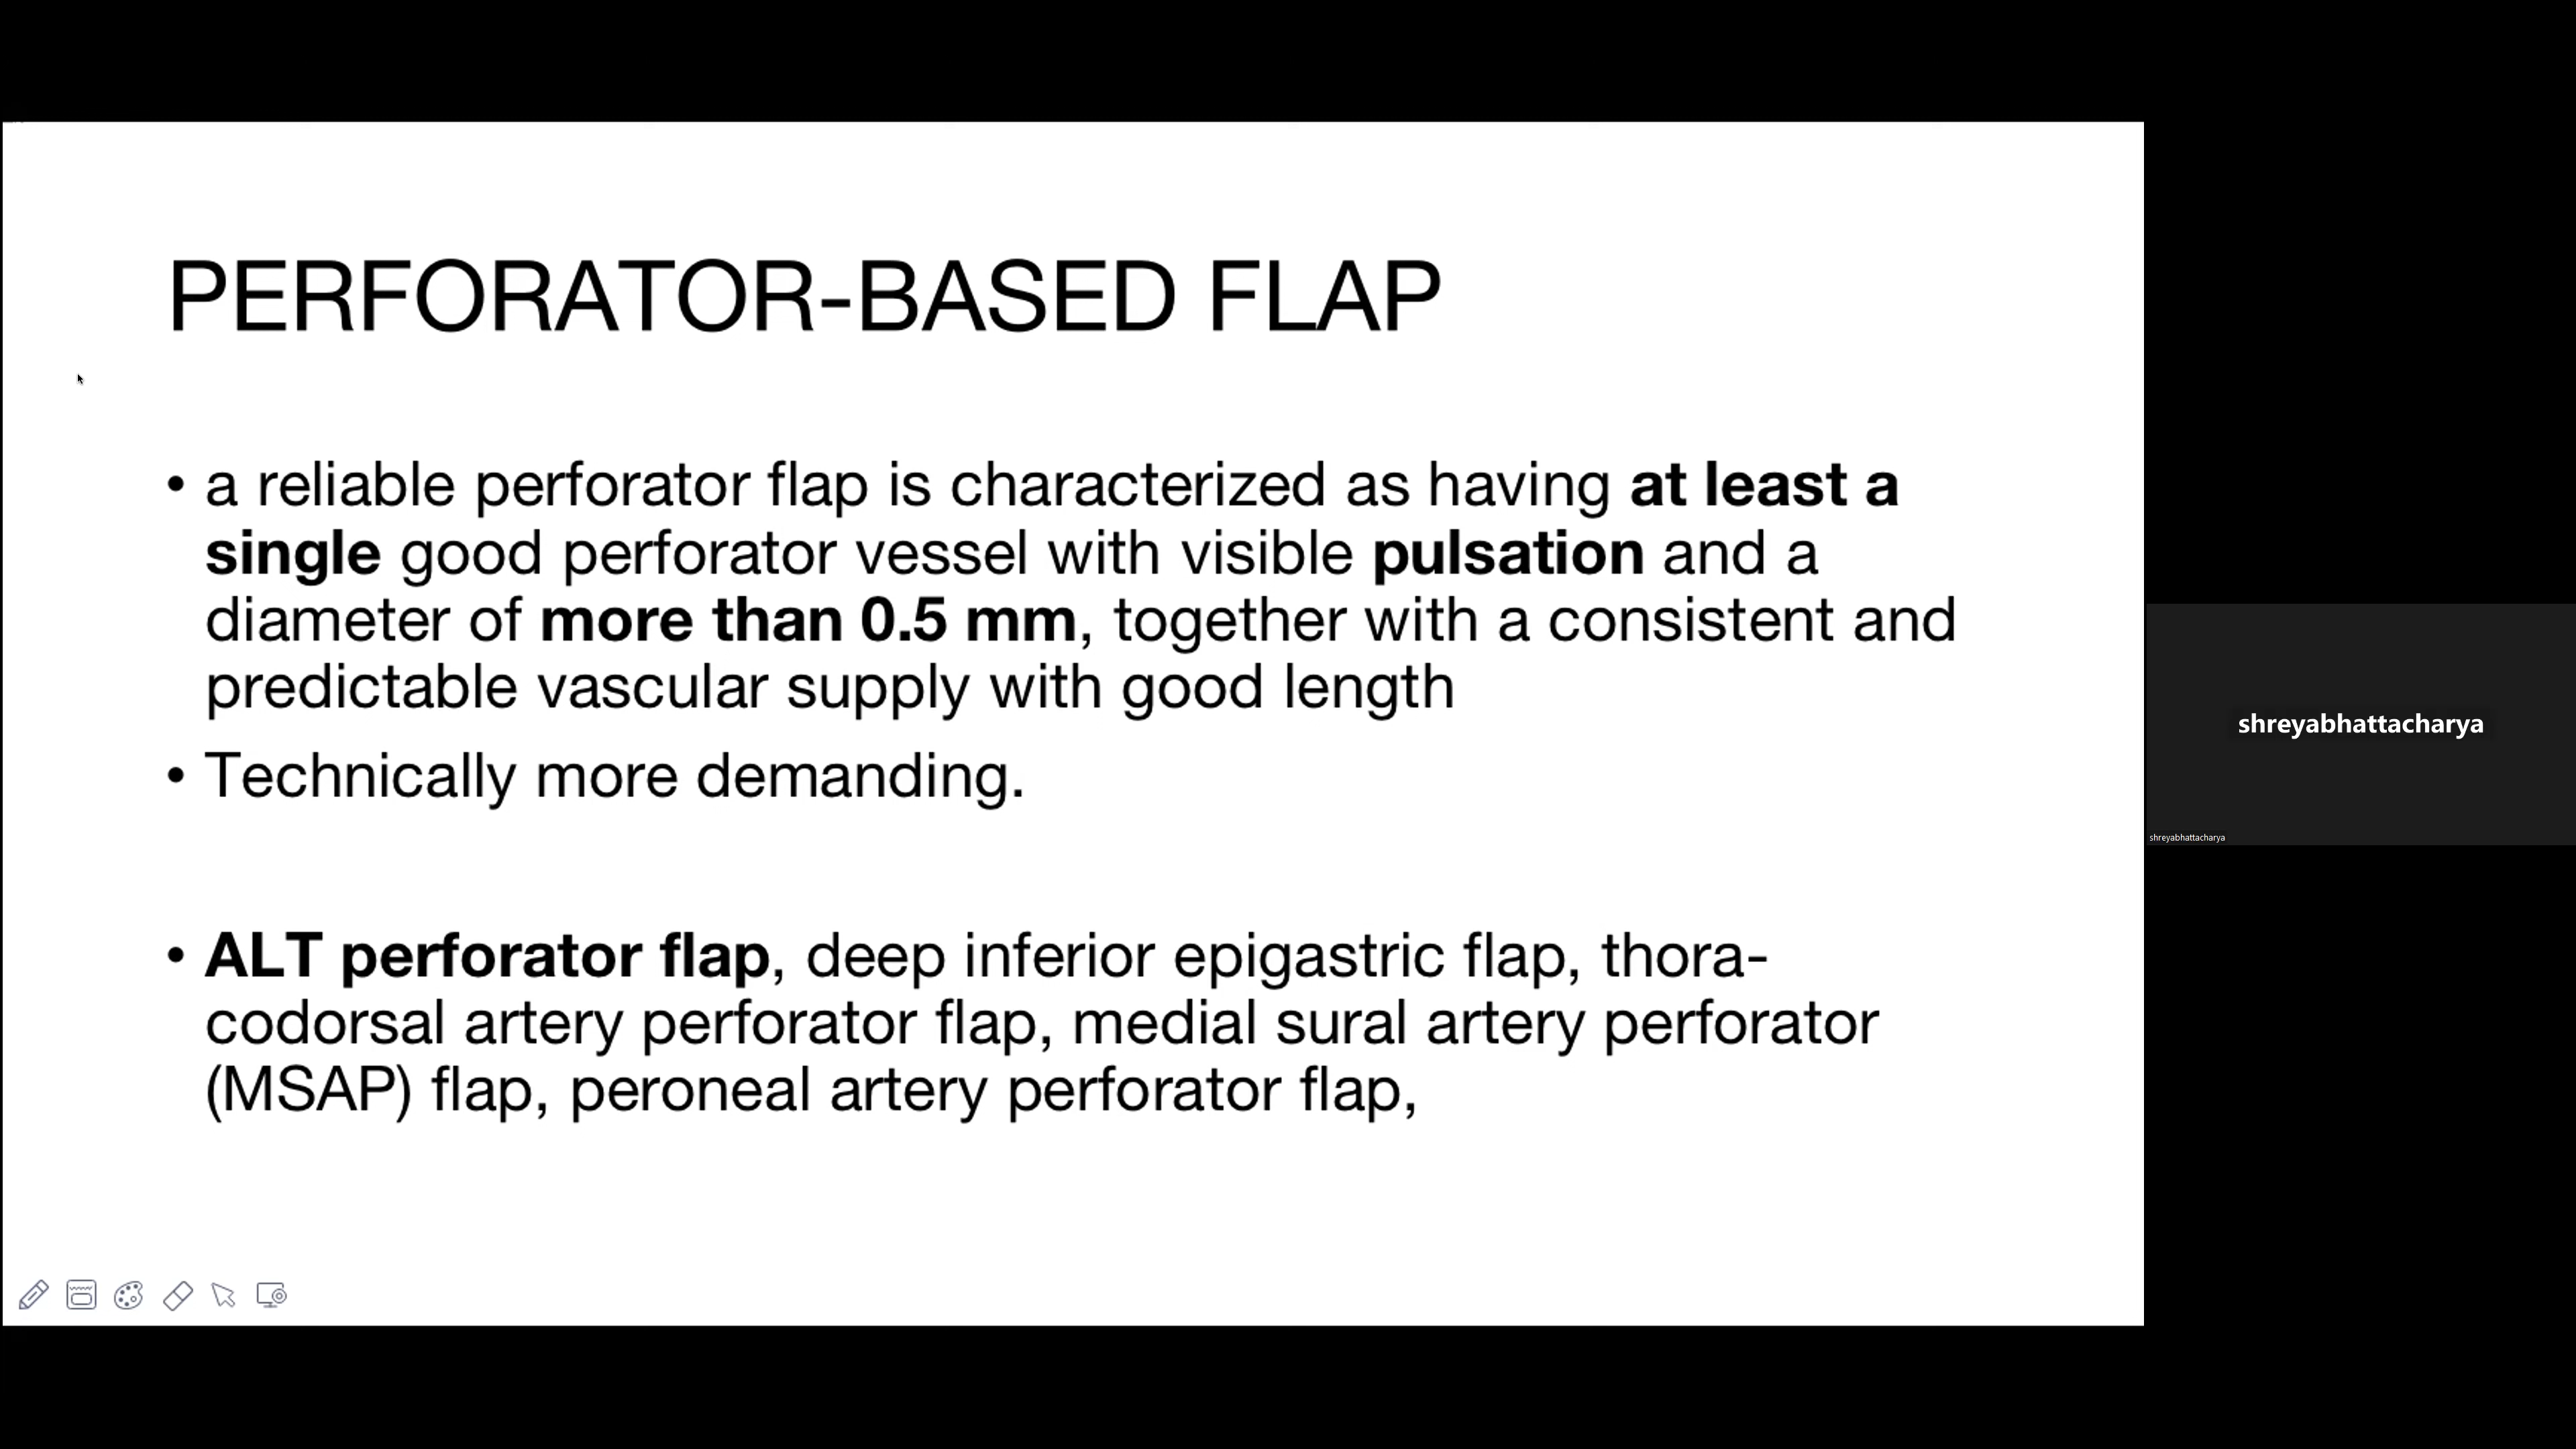 PERFORATOR-BASED FLAP
• a reliable perforator flap is characterized as having at least a
single good perforator vessel with visible pulsation and a
diameter of more than 0.5 mm, together with a consistent and
predictable vascular supply with good length
• Technically more demanding.
• ALT perforator flap, deep inferior epigastric flap, thora-
codorsal artery perforator flap, medial sural artery perforator
(MSAP) flap, peroneal artery perforator flap,
shreyabhattacharya
shreyabhattacharya